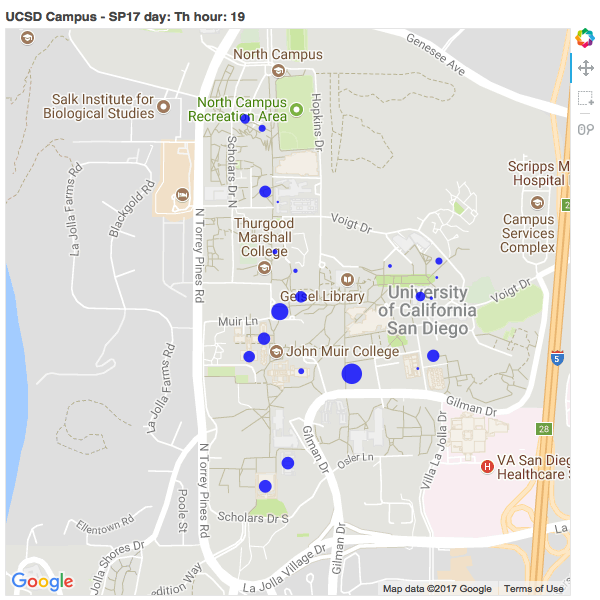 UCSD Campus - SP17 day: Th hour: 19
Genesee Ave
North Campus
Salk Institute for
Biological Studies
North Campus
Recreation Area
Hopkins Dr
Scholars Dr N
La Jolla Farms Rd
Blackgold Rd
Scripps M
Hospital
2
N Torrey Pines Rd
Voigt Dr
Campus
Services
Complex
Thurgood
Marshall
College
Geisel Library
University
of California
San Diego
Voigt Dr
Muir Ln
John Muir College
La Jolla Farms Rd
5
Gilman Dr
Gilman Dr
Villa La Jolla Dr
28
N Torrey Pines Rd
Osler Ln
H
VA San Dieg
Healthcare S
Poole St
Ellentown Rd
Scholars Dr S
Gilman Dr
La
La Jolla Shores Dr
La Jolla Village Dr
edition Way
Google
Map data ©2017 Google
Terms of Use